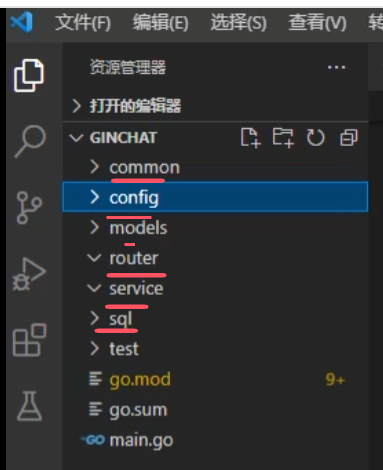 文件(F) 编辑(E) 选择(S) 查看(V)
资源管理器 ...
打开的编辑器
GINCHAT
common
config
models
router
service
sql
test
go.mod 9+
go.sum
GO main.go